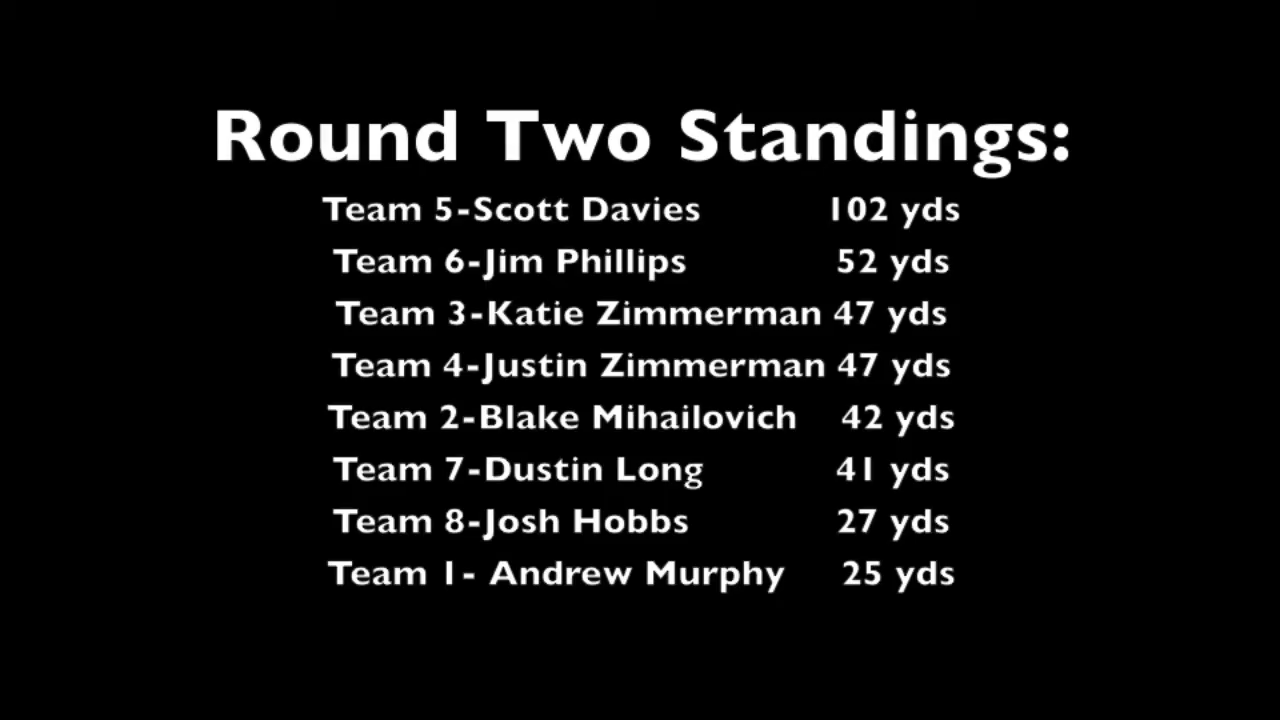 Round Two Standings:
Team 5-Scott Davies 102 yds
Team 6-Jim Phillips 52 yds
Team 3-Katie Zimmerman 47 yds
Team 4-Justin Zimmerman 47 yds
Team 2-Blake Mihailovich 42 yds
Team 7-Dustin Long 41 yds
Team 8-Josh Hobbs 27 yds
Team 1- Andrew Murphy 25 yds